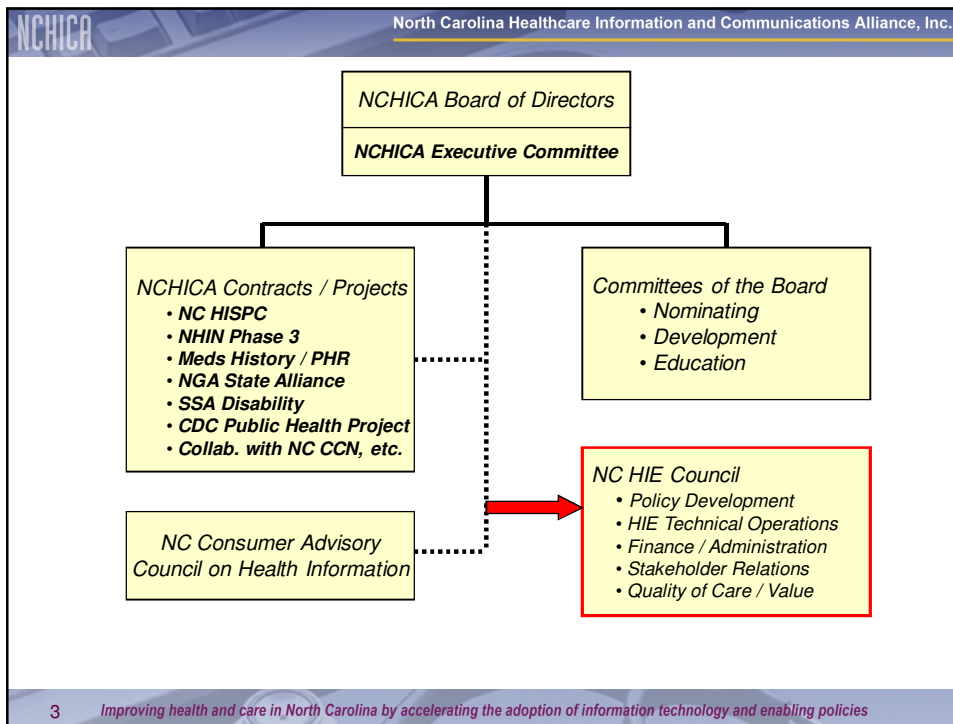 NCHICA
North Carolina Healthcare Information and Communications Alliance, Inc.
NCHICA Board of Directors
NCHICA Executive Committee
NCHICA Contracts / Projects
• NC HISPC
• NHIN Phase 3
• Meds History / PHR
• NGA State Alliance
• SSA Disability
• CDC Public Health Project
• Collab. with NC CCN, etc.
Committees of the Board
• Nominating
• Development
• Education
NC Consumer Advisory
Council on Health Information
NC HIE Council
• Policy Development
• HIE Technical Operations
• Finance / Administration
• Stakeholder Relations
• Quality of Care / Value
3
Improving health and care in North Carolina by accelerating the adoption of information technology and enabling policies